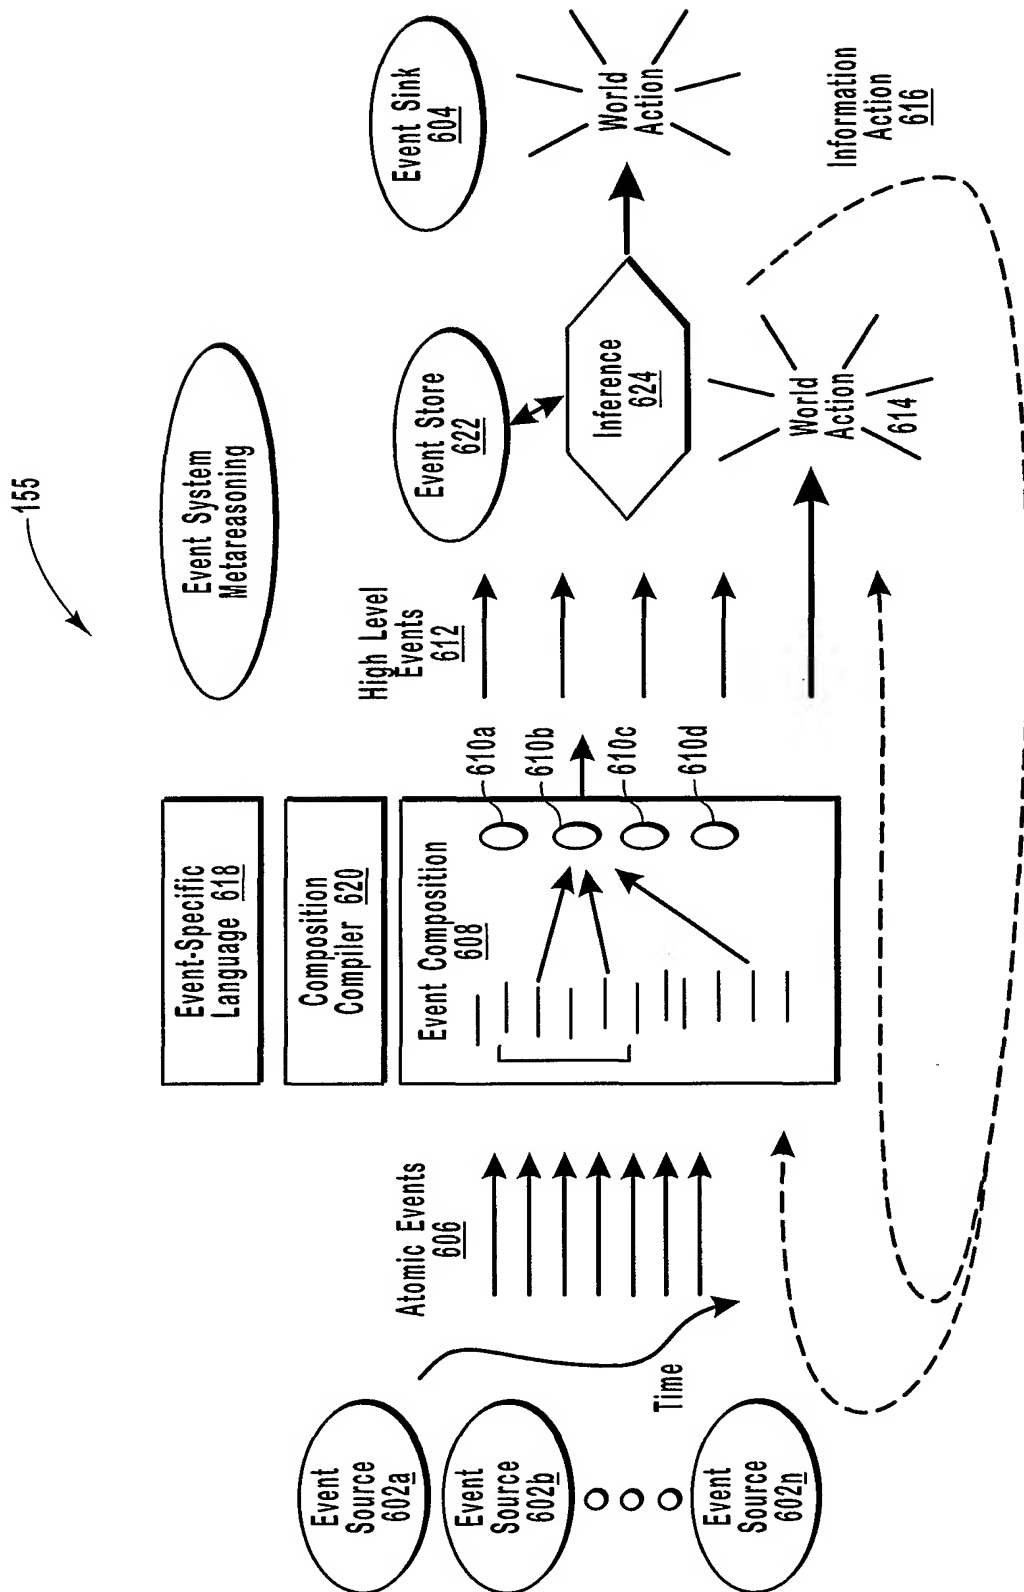 155
Event System
Metareasoning
Event Sink
604
Event-Specific
Language 618
Composition
Compiler 620
Event Store
622
High Level
Events
612
Event Source
602a
Event
Source
602b
Event
Source
602n
Atomic Events
606
Event Composition
608
610a
610b
610c
610d
Inference
624
World
Action
World
Action
614
Information
Action
616
Time